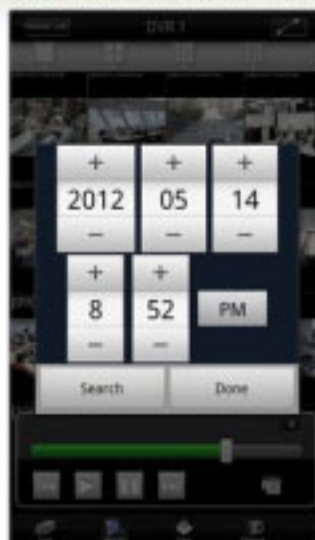 DVR 1
+ + +
2012 05 14
− − −
+ +
8 52 PM
− −
Search Done